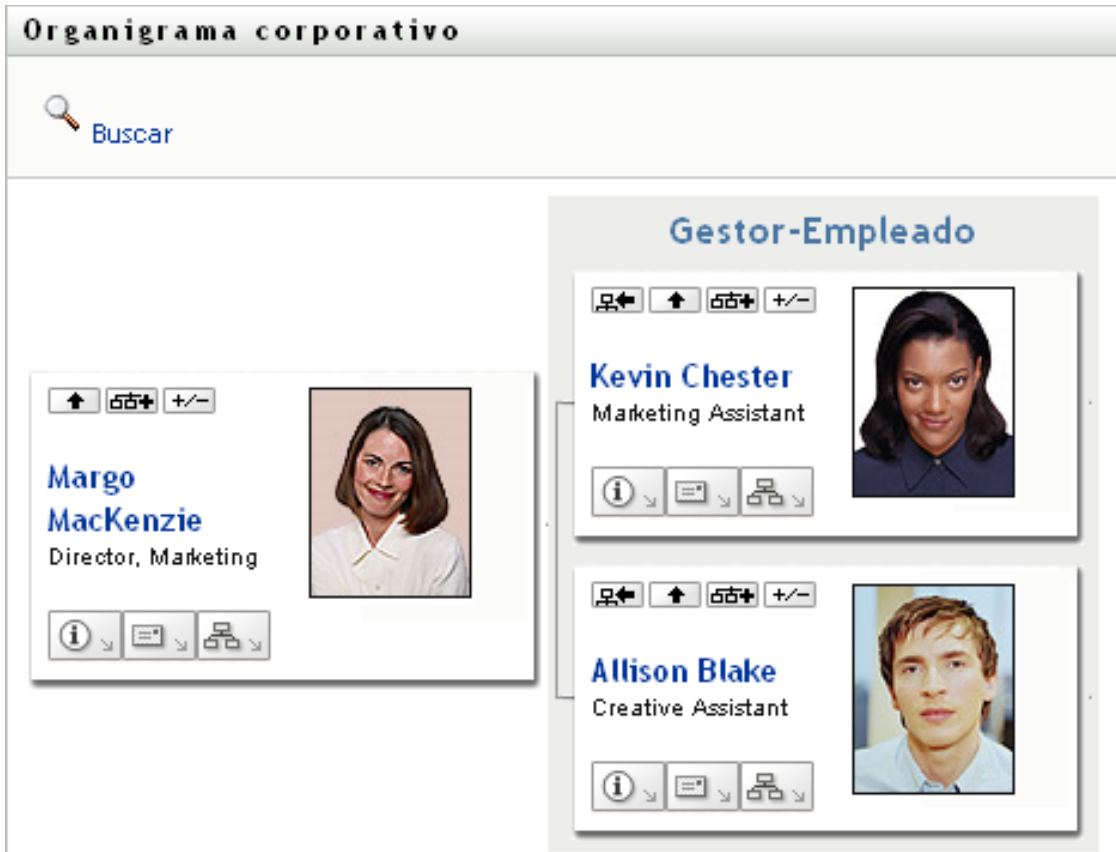 Organigrama corporativo
Buscar
Gestor-Empleado
+/-
Kevin Chester
Marketing Assistant
+/-
Margo
MacKenzie
Director, Marketing
+/-
Allison Blake
Creative Assistant